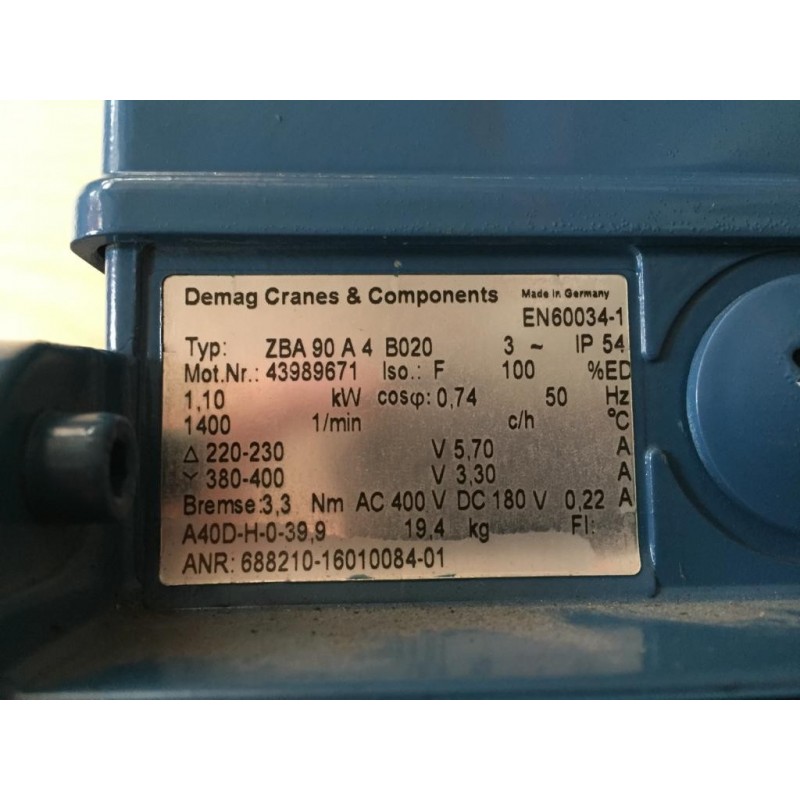 Demag Cranes & Components Made in Germany
EN60034-1
Typ: ZBA 90 A 4 B020 3 ~ IP 54
Mot.Nr.: 43989671 Iso.: F 100 %ED
1,10 kW cosφ: 0,74 50 Hz
1400 1/min c/h °C
Δ 220-230 V 5,70 A
Y 380-400 V 3,30 A
Bremse: 3,3 Nm AC 400 V DC 180 V 0,22 A
A40D-H-0-39,9 19,4 kg FI:
ANR: 688210-16010084-01